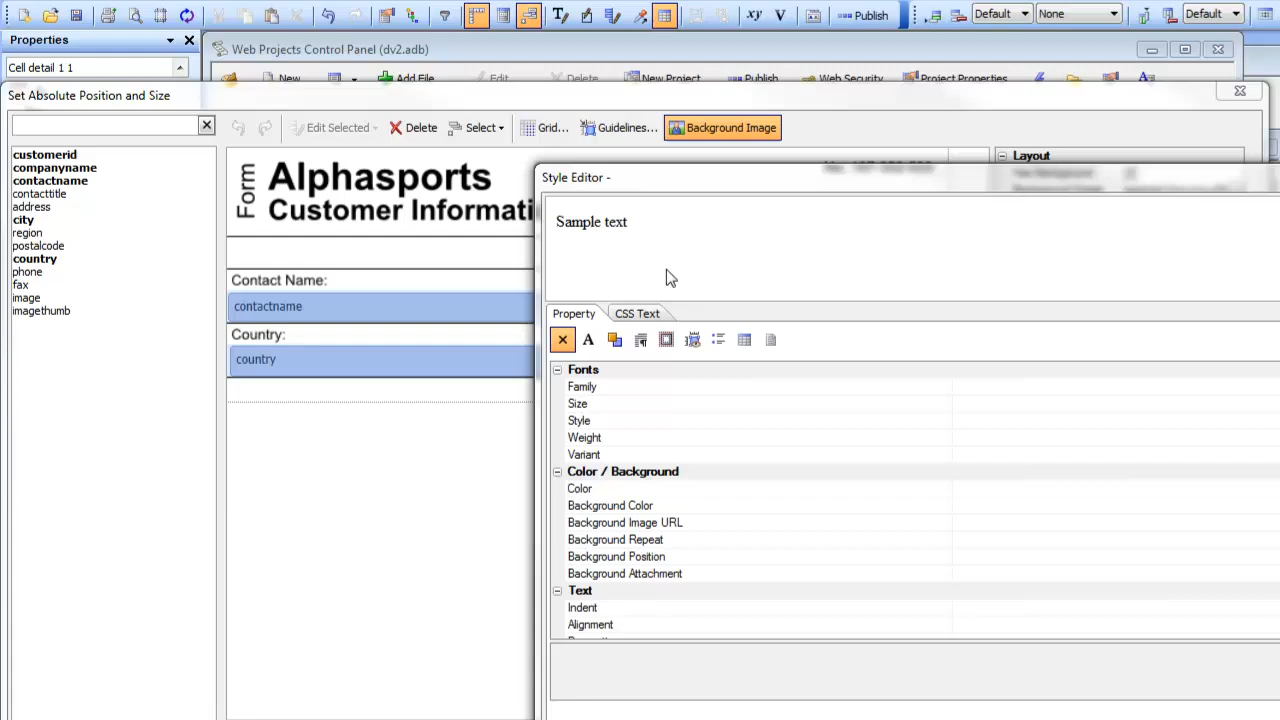 Default
None
Publish
Default
Properties
Cell detail 1 1
Web Projects Control Panel (dv2.adb)
New
Add File
Edit
Delete
New Project
Publish
Web Security
Project Properties
Set Absolute Position and Size
Edit Selected
Delete
Select
Grid...
Guidelines...
Background Image
customerid
companyname
contactname
contacttitle
address
city
region
postalcode
country
phone
fax
image
imagethumb
Form
Alphasports
Customer Informati
Contact Name:
contactname
Country:
country
Layout
Style Editor -
Sample text
Property
CSS Text
Fonts
Family
Size
Style
Weight
Variant
Color / Background
Color
Background Color
Background Image URL
Background Repeat
Background Position
Background Attachment
Text
Indent
Alignment